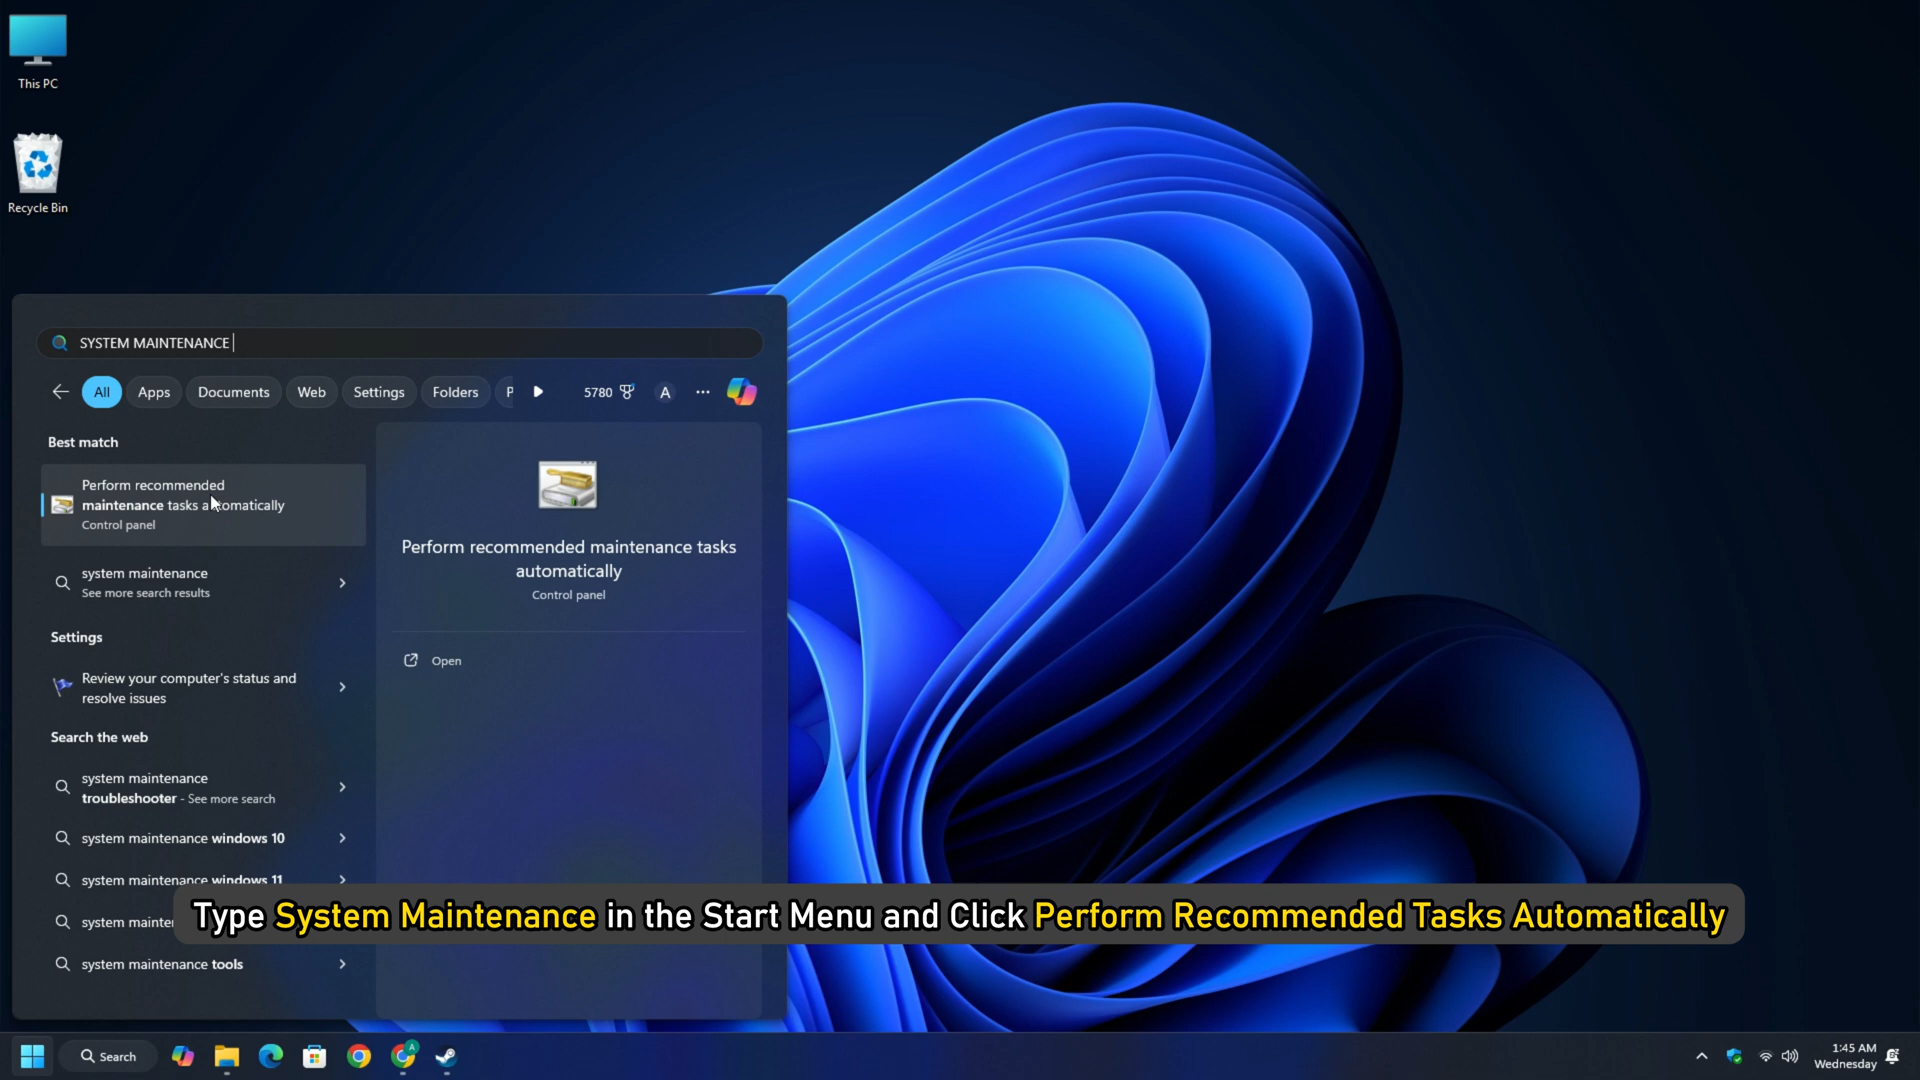 This PC
Recycle Bin
SYSTEM MAINTENANCE
All Apps Documents Web Settings Folders P 5780 A
Best match
Perform recommended
maintenance tasks automatically
Control panel
system maintenance
See more search results
Settings
Review your computer's status and
resolve issues
Search the web
system maintenance
troubleshooter - See more search
system maintenance windows 10
system maintenance windows 11
system mainte
system maintenance tools
Perform recommended maintenance tasks
automatically
Control panel
Open
Type System Maintenance in the Start Menu and Click Perform Recommended Tasks Automatically
Search
A
1:45 AM
Wednesday